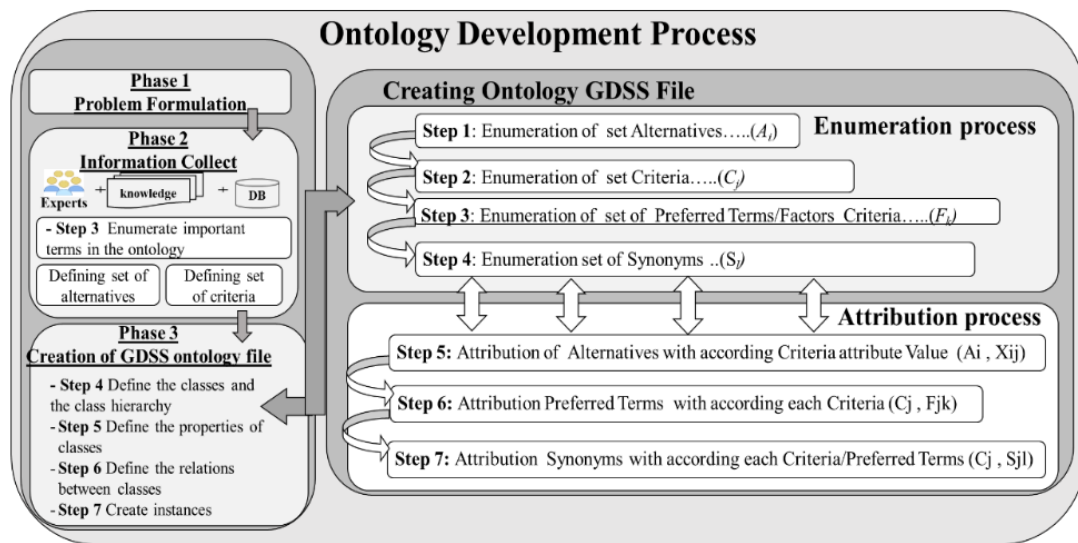 Ontology Development Process
Phase 1
Problem Formulation
Phase 2
Information Collect
Experts + knowledge + DB
- Step 3 Enumerate important
terms in the ontology
Defining set of
alternatives
Defining set
of criteria
Phase 3
Creation of GDSS ontology file
- Step 4 Define the classes and
the class hierarchy
- Step 5 Define the properties of
classes
- Step 6 Define the relations
between classes
- Step 7 Create instances
Creating Ontology GDSS File
Enumeration process
Step 1: Enumeration of set Alternatives…..(Ai)
Step 2: Enumeration of set Criteria…..(Cj)
Step 3: Enumeration of set of Preferred Terms/Factors Criteria…..(Fk)
Step 4: Enumeration set of Synonyms ..(Sl)
Attribution process
Step 5: Attribution of Alternatives with according Criteria attribute Value (Ai , Xij)
Step 6: Attribution Preferred Terms with according each Criteria (Cj , Fjk)
Step 7: Attribution Synonyms with according each Criteria/Preferred Terms (Cj , Sjl)